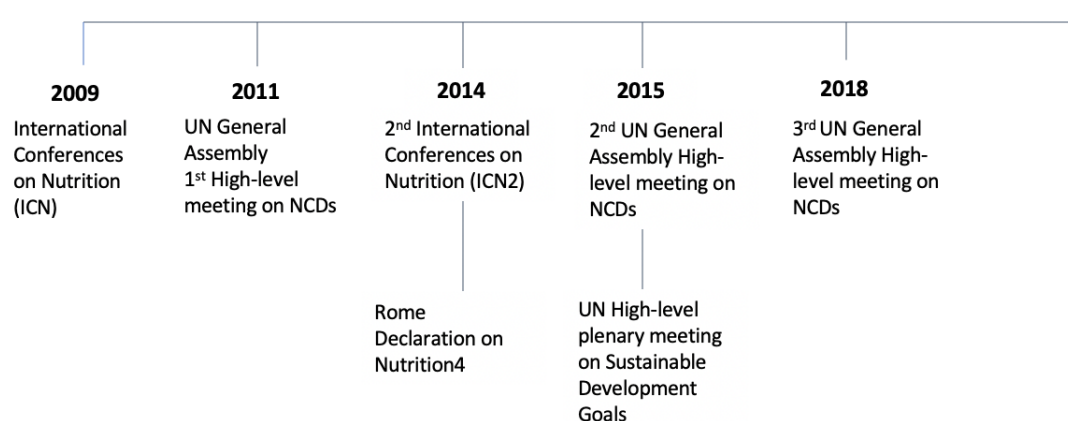 2009
International
Conferences
on Nutrition
(ICN)
2011
UN General
Assembly
1st High-level
meeting on NCDs
2014
2nd International
Conferences on
Nutrition (ICN2)
Rome
Declaration on
Nutrition4
2015
2nd UN General
Assembly High-
level meeting on
NCDs
UN High-level
plenary meeting
on Sustainable
Development
Goals
2018
3rd UN General
Assembly High-
level meeting on
NCDs